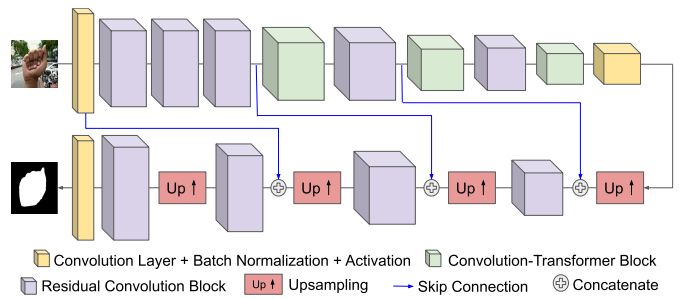 Up ↑ Up ↑ Up ↑ Up ↑
Convolution Layer + Batch Normalization + Activation Convolution-Transformer Block
Residual Convolution Block Up ↑ Upsampling Skip Connection Concatenate